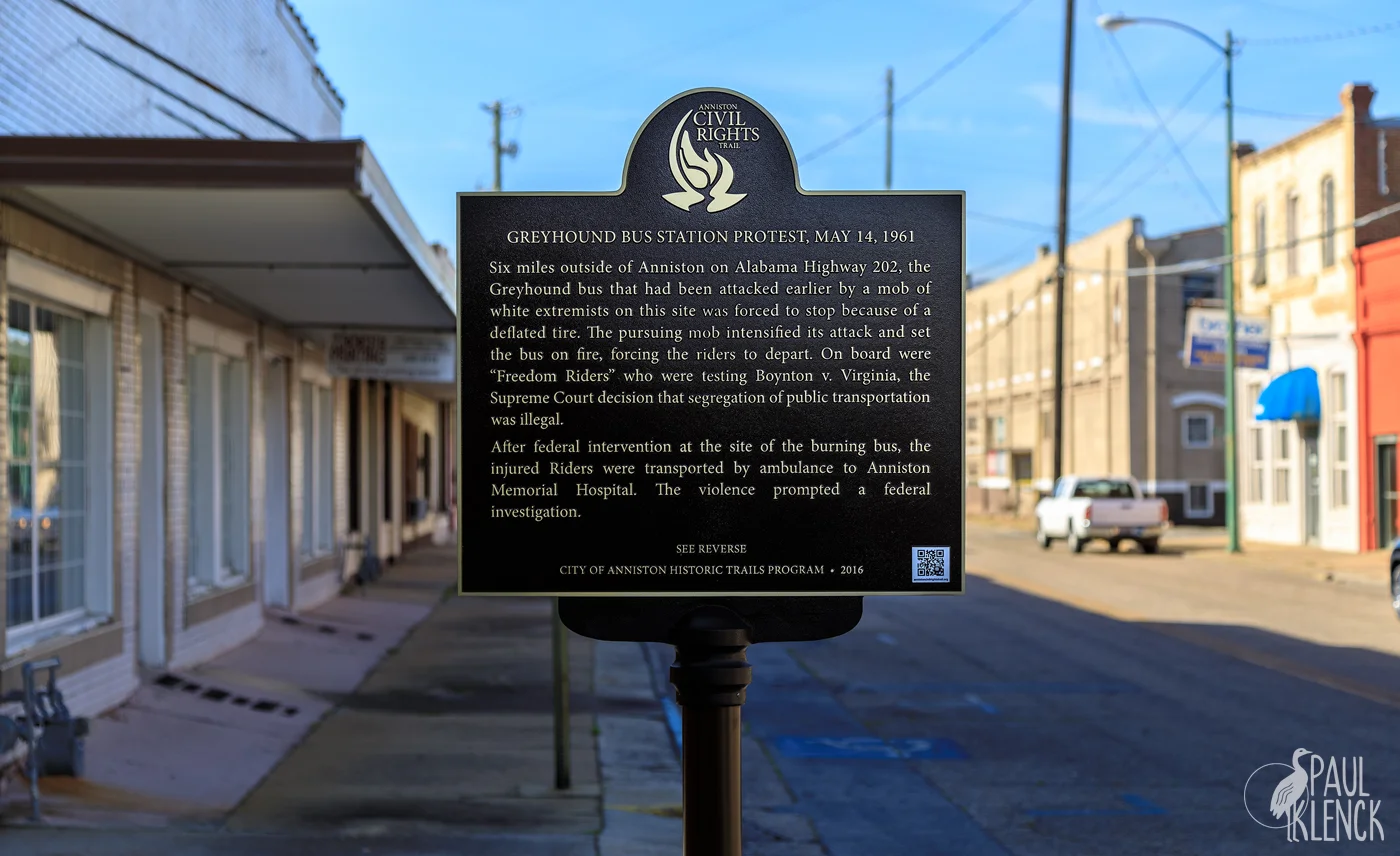 ANNISTON
CIVIL
RIGHTS
TRAIL
GREYHOUND BUS STATION PROTEST, MAY 14, 1961
Six miles outside of Anniston on Alabama Highway 202, the
Greyhound bus that had been attacked earlier by a mob of
white extremists on this site was forced to stop because of a
deflated tire. The pursuing mob intensified its attack and set
the bus on fire, forcing the riders to depart. On board were
“Freedom Riders” who were testing Boynton v. Virginia, the
Supreme Court decision that segregation of public transportation
was illegal.
After federal intervention at the site of the burning bus, the
injured Riders were transported by ambulance to Anniston
Memorial Hospital. The violence prompted a federal
investigation.
SEE REVERSE
CITY OF ANNISTON HISTORIC TRAILS PROGRAM • 2016
brother
PAUL
KLENCK